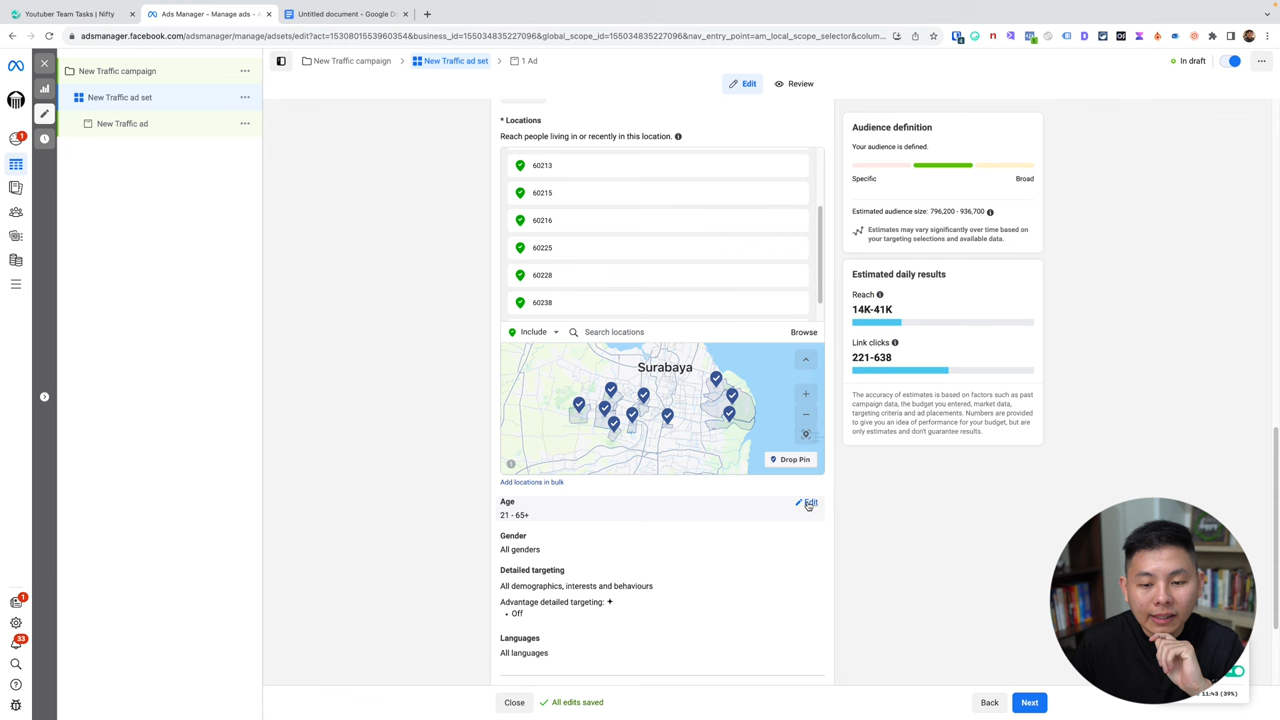 Youtuber Team Tasks | Nifty
Ads Manager - Manage ads - A
Untitled document - Google D
adsmanager.facebook.com/adsmanager/manage/adsets/edit?act=1530801553960354&business_id=155034835227096&global_scope_id=155034835227096&nav_entry_point=am_local_scope_selector&colum...
New Traffic campaign
New Traffic ad set
New Traffic ad
New Traffic campaign > New Traffic ad set > 1 Ad
In draft
Edit
Review
* Locations
Reach people living in or recently in this location.
60213
60215
60216
60225
60228
60238
Include
Search locations
Browse
Surabaya
Drop Pin
Add locations in bulk
Age
Edit
21 - 65+
Gender
All genders
Detailed targeting
All demographics, interests and behaviours
Advantage detailed targeting:
• Off
Languages
All languages
Close
All edits saved
Back
Next
Audience definition
Your audience is defined.
Specific
Broad
Estimated audience size: 796,200 - 936,700
Estimates may vary significantly over time based on
your targeting selections and available data.
Estimated daily results
Reach
14K-41K
Link clicks
221-638
The accuracy of estimates is based on factors such as past
campaign data, the budget you entered, market data,
targeting criteria and ad placements. Numbers are provided
to give you an idea of performance for your budget, but are
only estimates and don't guarantee results.
1
1
33
11:43 (39%)